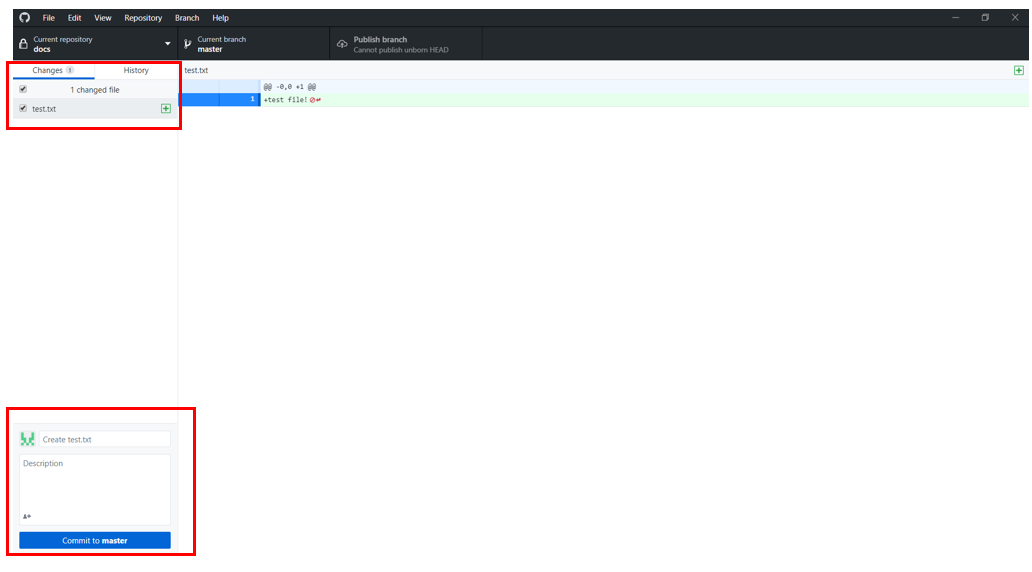 File Edit View Repository Branch Help
Current repository
docs
Current branch
master
Publish branch
Cannot publish unborn HEAD
Changes 1 History
1 changed file
test.txt
test.txt
@@ -0,0 +1 @@
1 +test file!
Create test.txt
Description
Commit to master